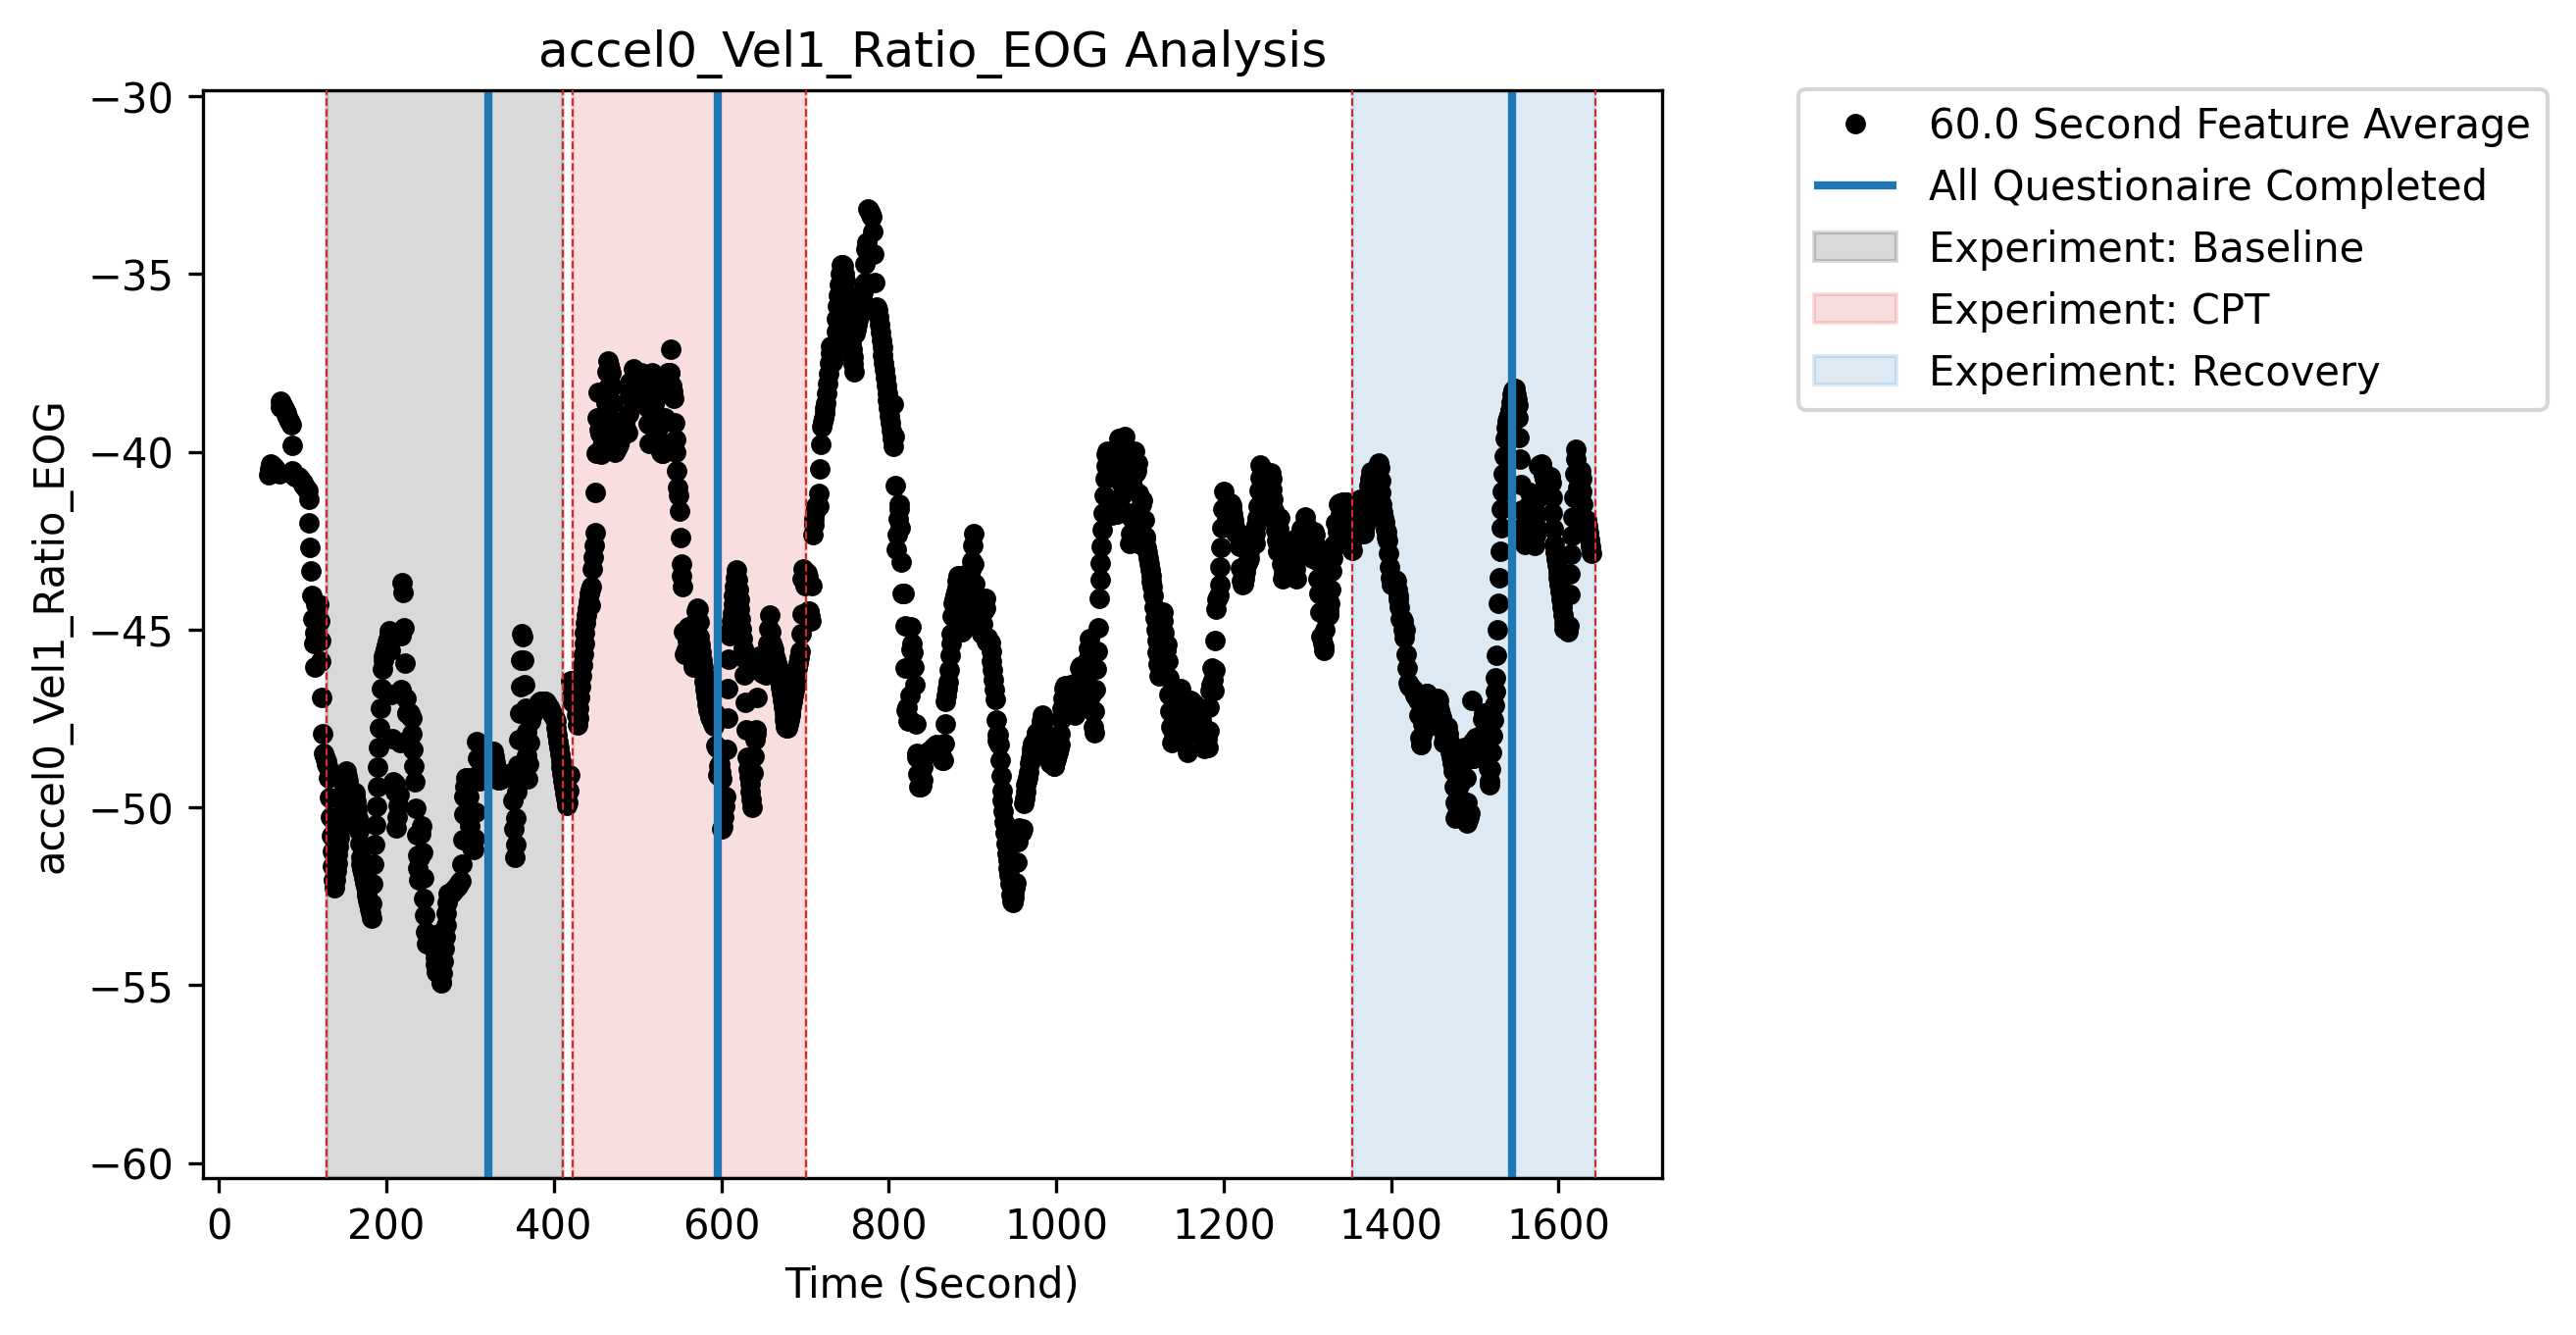 accel0_Vel1_Ratio_EOG Analysis
−30
−35
−40
−45
−50
−55
−60
accel0_Vel1_Ratio_EOG
0 200 400 600 800 1000 1200 1400 1600
Time (Second)
60.0 Second Feature Average
All Questionaire Completed
Experiment: Baseline
Experiment: CPT
Experiment: Recovery